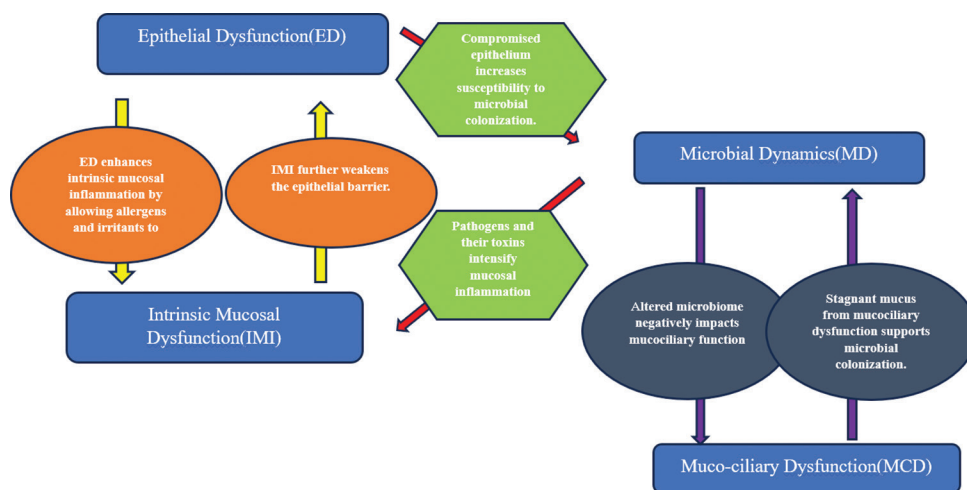 Epithelial Dysfunction(ED)
Compromised
epithelium
increases
susceptibility to
microbial
colonization.
ED enhances
intrinsic mucosal
inflammation by
allowing allergens
and irritants to
IMI further weakens
the epithelial barrier.
Microbial Dynamics(MD)
Pathogens and
their toxins
intensify
mucosal
inflammation
Intrinsic Mucosal
Dysfunction(IMI)
Altered microbiome
negatively impacts
mucociliary function
Stagnant mucus
from mucociliary
dysfunction supports
microbial
colonization.
Muco-ciliary Dysfunction(MCD)